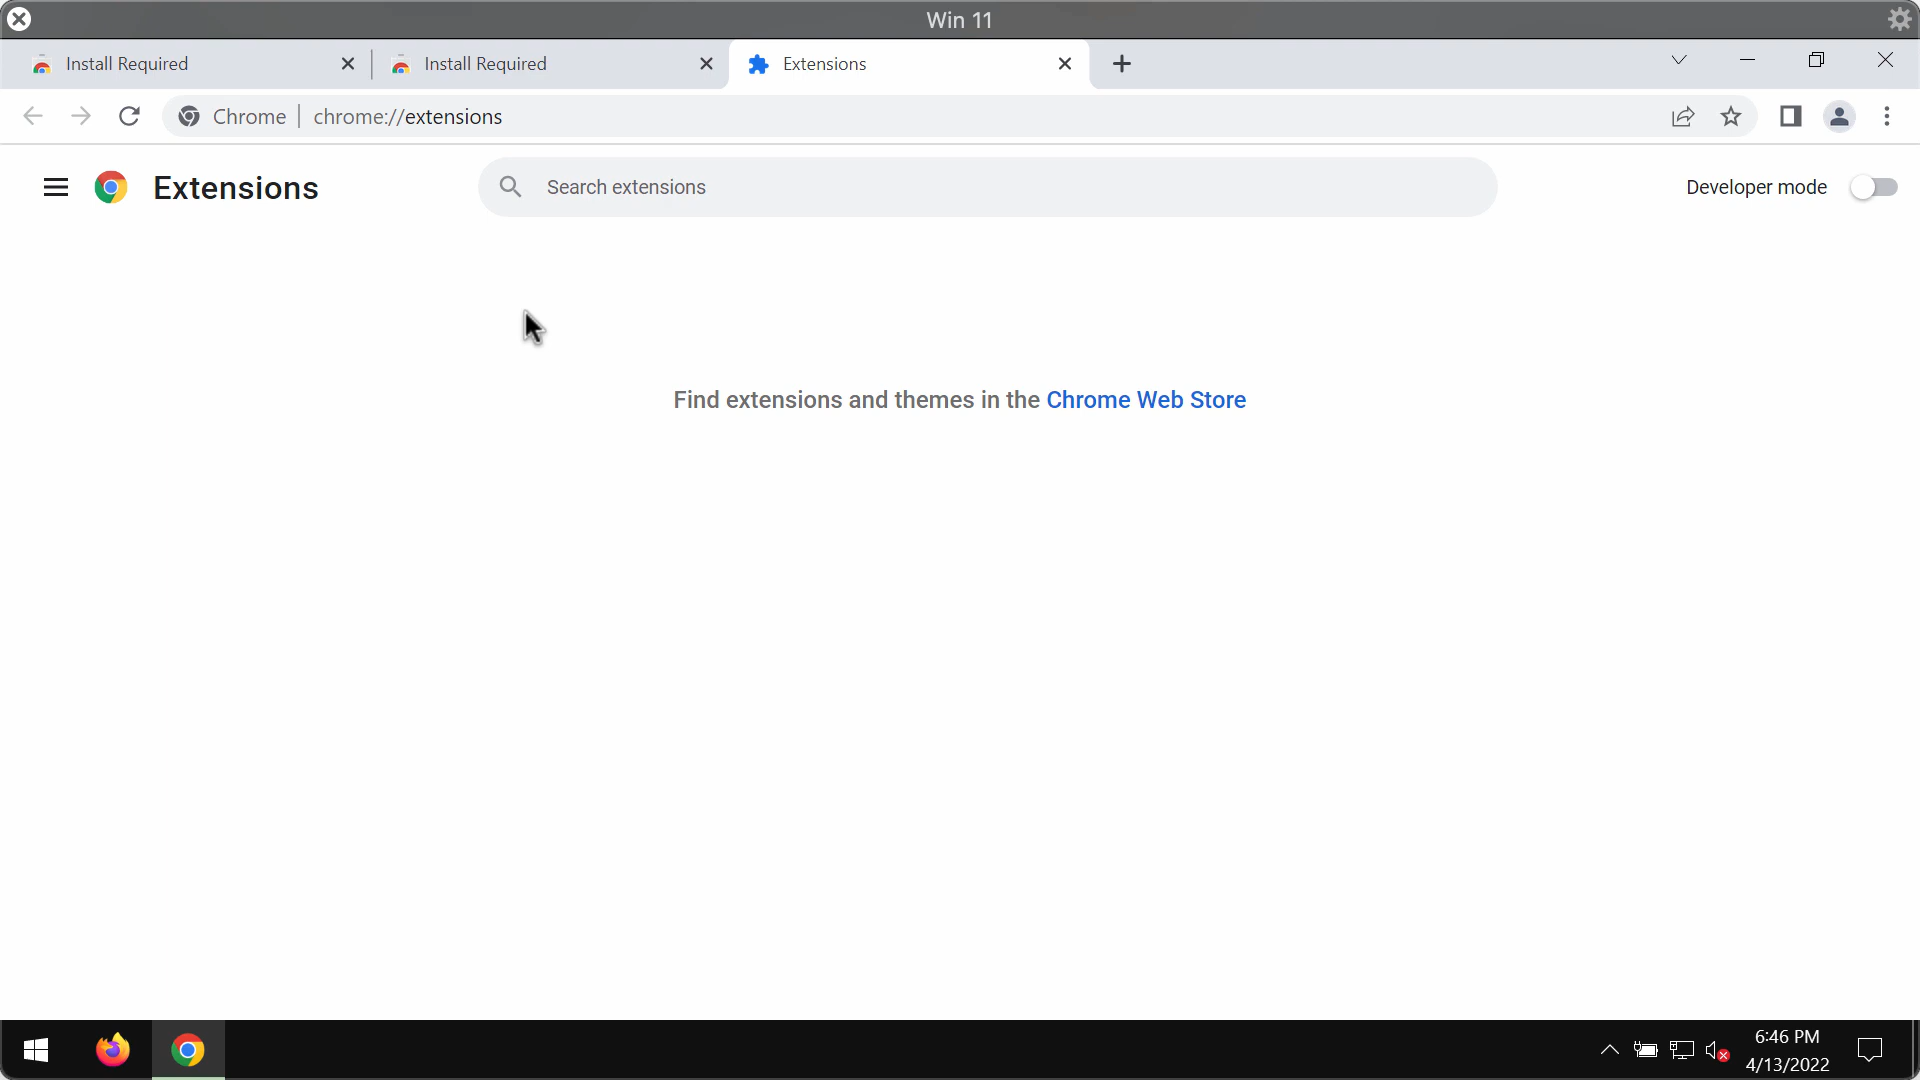 Win 11
Install Required
Install Required
Extensions
Chrome
chrome://extensions
Extensions
Search extensions
Developer mode
Find extensions and themes in the Chrome Web Store
6:46 PM
4/13/2022